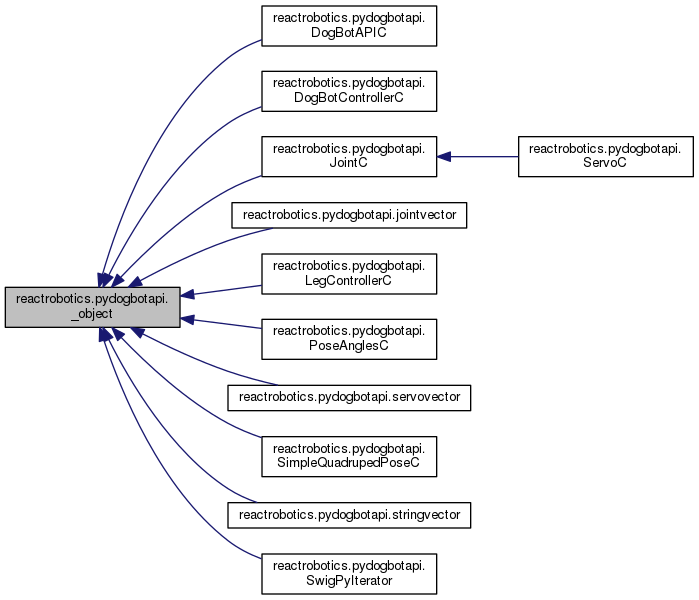 reactrobotics.pydogbotapi.
DogBotAPIC
reactrobotics.pydogbotapi.
DogBotControllerC
reactrobotics.pydogbotapi.
JointC
reactrobotics.pydogbotapi.
ServoC
reactrobotics.pydogbotapi.jointvector
reactrobotics.pydogbotapi.
LegControllerC
reactrobotics.pydogbotapi.
_object
reactrobotics.pydogbotapi.
PoseAnglesC
reactrobotics.pydogbotapi.servovector
reactrobotics.pydogbotapi.
SimpleQuadrupedPoseC
reactrobotics.pydogbotapi.stringvector
reactrobotics.pydogbotapi.
SwigPyIterator